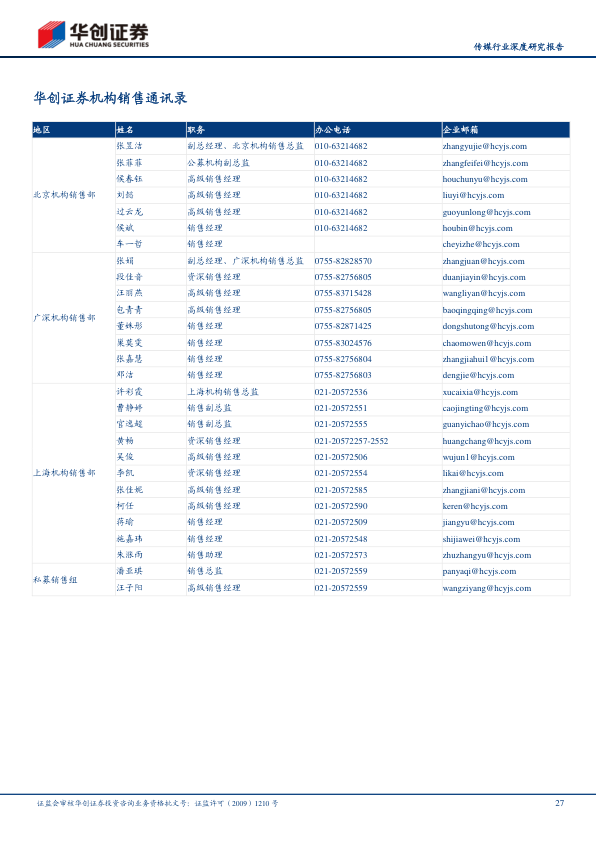 华创证券
HUA CHUANG SECURITIES
传媒行业深度研究报告
华创证券机构销售通讯录
地区 姓名 职务 办公电话 企业邮箱
张昱洁 副总经理、北京机构销售总监 010-63214682 zhangyujie@hcyjs.com
张菲菲 公募机构副总监 010-63214682 zhangfeifei@hcyjs.com
侯春钰 高级销售经理 010-63214682 houchunyu@hcyjs.com
北京机构销售部 刘懿 高级销售经理 010-63214682 liuyi@hcyjs.com
过云龙 高级销售经理 010-63214682 guoyunlong@hcyjs.com
侯斌 销售经理 010-63214682 houbin@hcyjs.com
车一哲 销售经理 cheyizhe@hcyjs.com
张娟 副总经理、广深机构销售总监 0755-82828570 zhangjuan@hcyjs.com
段佳音 资深销售经理 0755-82756805 duanjiayin@hcyjs.com
汪丽燕 高级销售经理 0755-83715428 wangliyan@hcyjs.com
包青青 高级销售经理 0755-82756805 baoqingqing@hcyjs.com
广深机构销售部
董姝彤 销售经理 0755-82871425 dongshutong@hcyjs.com
巢莫雯 销售经理 0755-83024576 chaomowen@hcyjs.com
张嘉慧 销售经理 0755-82756804 zhangjiahui1@hcyjs.com
邓洁 销售经理 0755-82756803 dengjie@hcyjs.com
许彩霞 上海机构销售总监 021-20572536 xucaixia@hcyjs.com
曹静婷 销售副总监 021-20572551 caojingting@hcyjs.com
官逸超 销售副总监 021-20572555 guanyichao@hcyjs.com
黄畅 资深销售经理 021-20572257-2552 huangchang@hcyjs.com
吴俊 高级销售经理 021-20572506 wujun1@hcyjs.com
上海机构销售部 李凯 资深销售经理 021-20572554 likai@hcyjs.com
张佳妮 高级销售经理 021-20572585 zhangjiani@hcyjs.com
柯任 高级销售经理 021-20572590 keren@hcyjs.com
蒋瑜 销售经理 021-20572509 jiangyu@hcyjs.com
施嘉玮 销售经理 021-20572548 shijiawei@hcyjs.com
朱涨雨 销售助理 021-20572573 zhuzhangyu@hcyjs.com
私募销售组 潘亚琪 销售总监 021-20572559 panyaqi@hcyjs.com
汪子阳 高级销售经理 021-20572559 wangziyang@hcyjs.com
证监会审核华创证券投资咨询业务资格批文号：证监许可（2009）1210 号 27